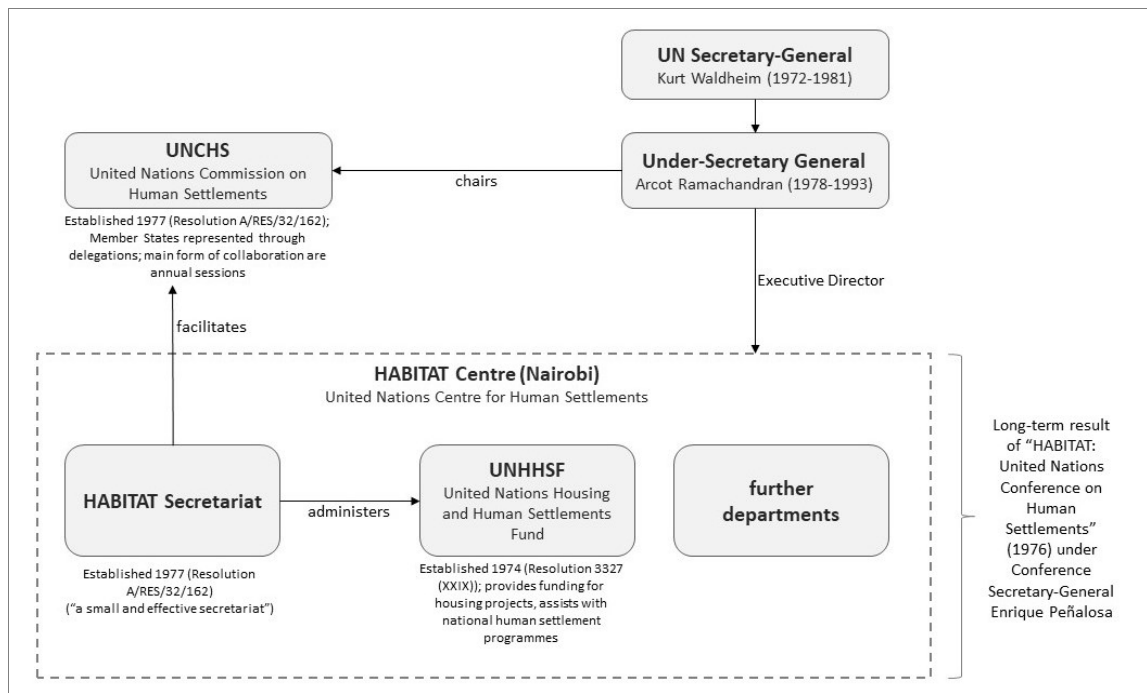 UN Secretary-General
Kurt Waldheim (1972-1981)
UNCHS
United Nations Commission on
Human Settlements
Established 1977 (Resolution A/RES/32/162);
Member States represented through
delegations; main form of collaboration are
annual sessions
chairs
Under-Secretary General
Arcot Ramachandran (1978-1993)
Executive Director
facilitates
HABITAT Centre (Nairobi)
United Nations Centre for Human Settlements
HABITAT Secretariat
Established 1977 (Resolution
A/RES/32/162)
("a small and effective secretariat")
administers
UNHHSF
United Nations Housing
and Human Settlements
Fund
Established 1974 (Resolution 3327
(XXIX)); provides funding for
housing projects, assists with
national human settlement
programmes
further
departments
Long-term result
of “HABITAT:
United Nations
Conference on
Human
Settlements”
(1976) under
Conference
Secretary-General
Enrique Peñalosa